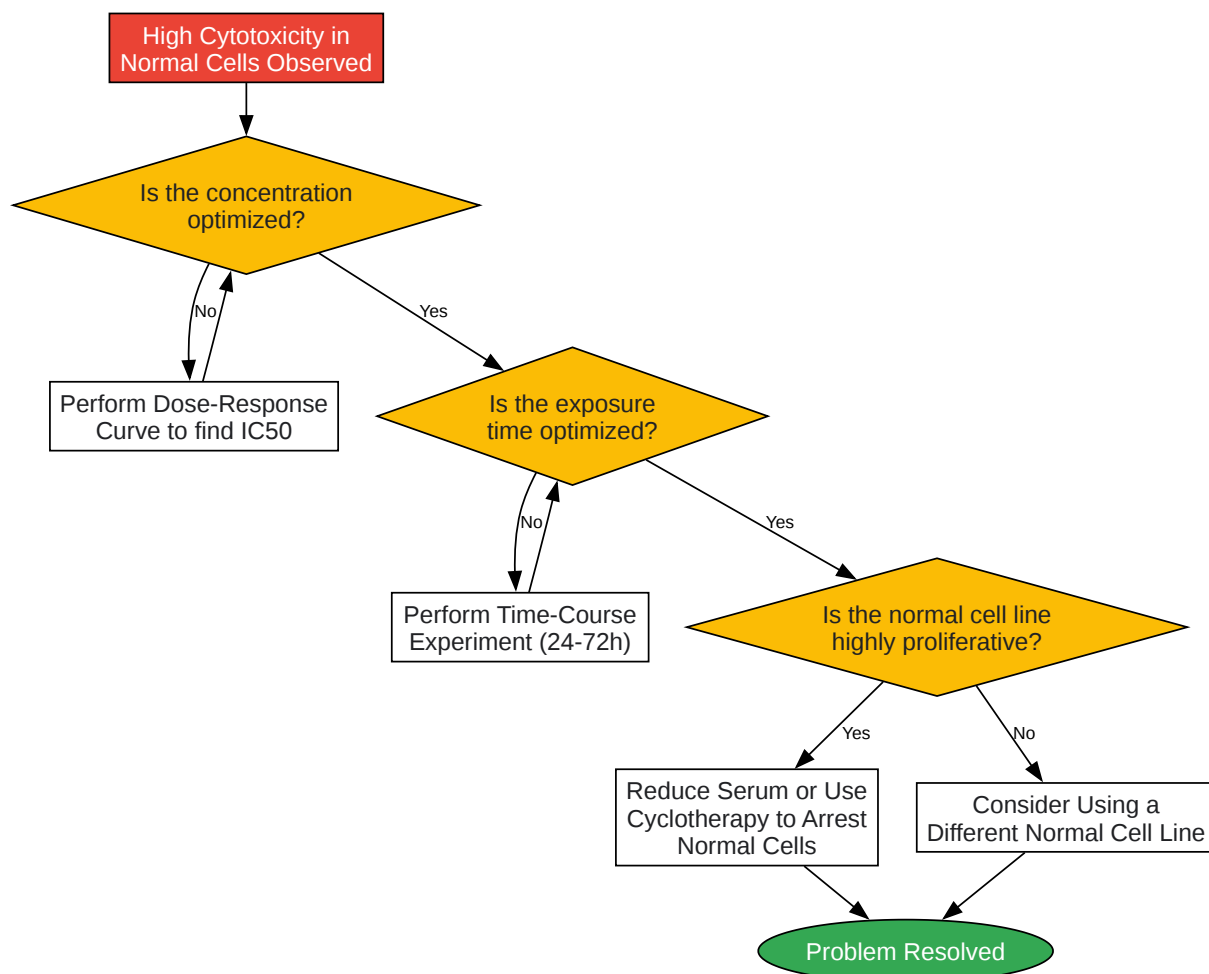 High Cytotoxicity in
Normal Cells Observed
Is the concentration
optimized?
No
Yes
Perform Dose-Response
Curve to find IC50
Is the exposure
time optimized?
No
Yes
Perform Time-Course
Experiment (24-72h)
Is the normal cell line
highly proliferative?
Yes
No
Reduce Serum or Use
Cyclotherapy to Arrest
Normal Cells
Consider Using a
Different Normal Cell Line
Problem Resolved